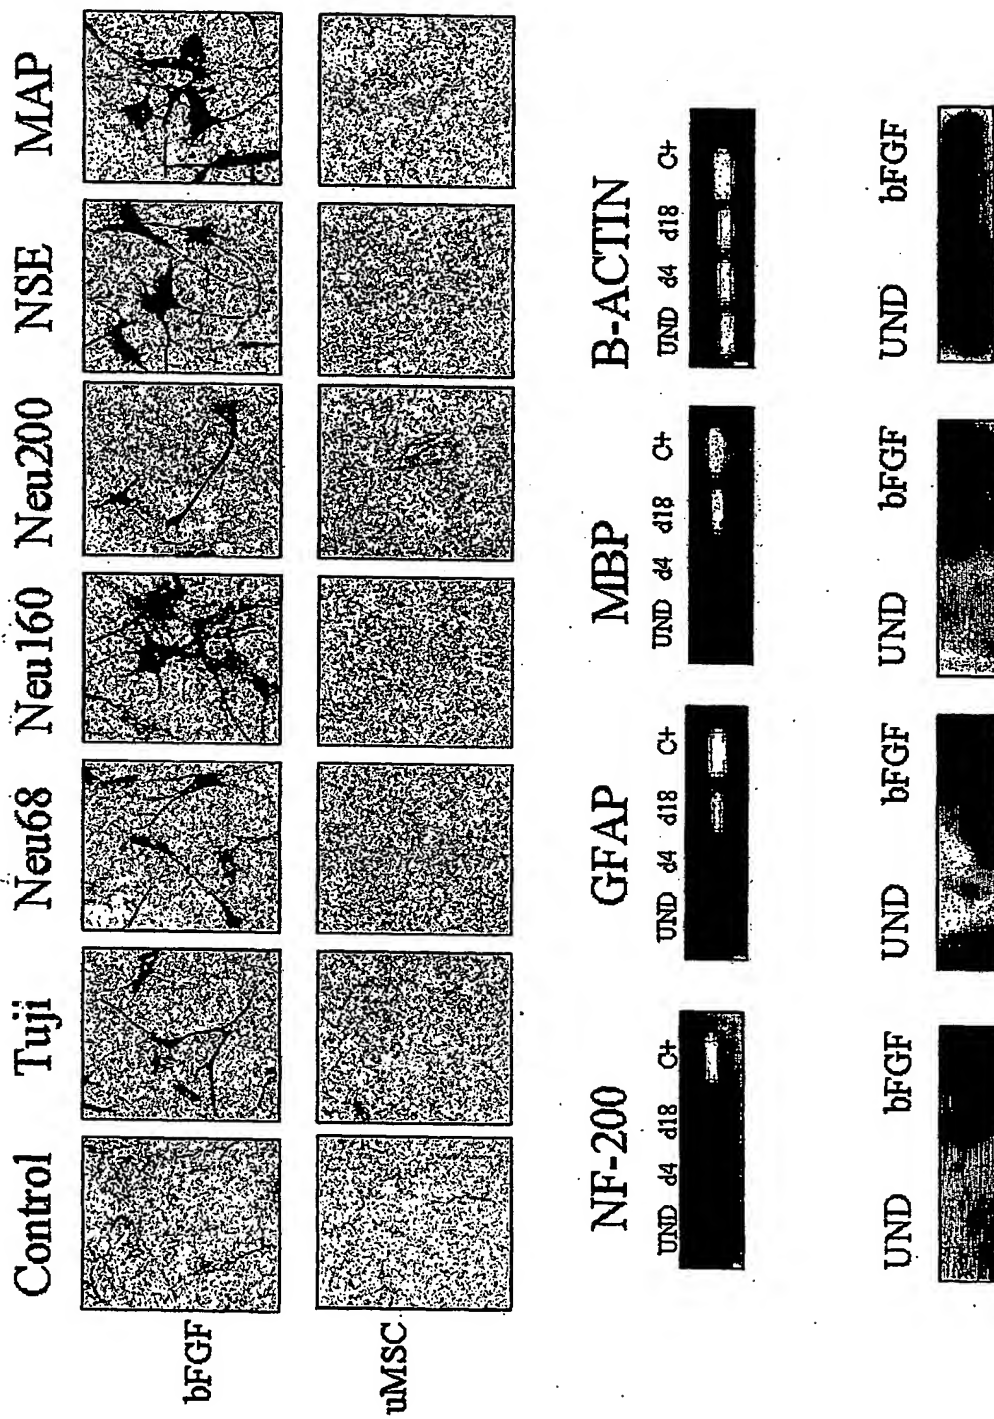 Control Tuji Neu68 Neu160 Neu200 NSE MAP
bFGF
uMSC
NF-200 GFAP MBP B-ACTIN
UND d4 d18 C+ UND d4 d18 C+ UND d4 d18 C+ UND d4 d18 C+
UND bFGF UND bFGF UND bFGF UND bFGF